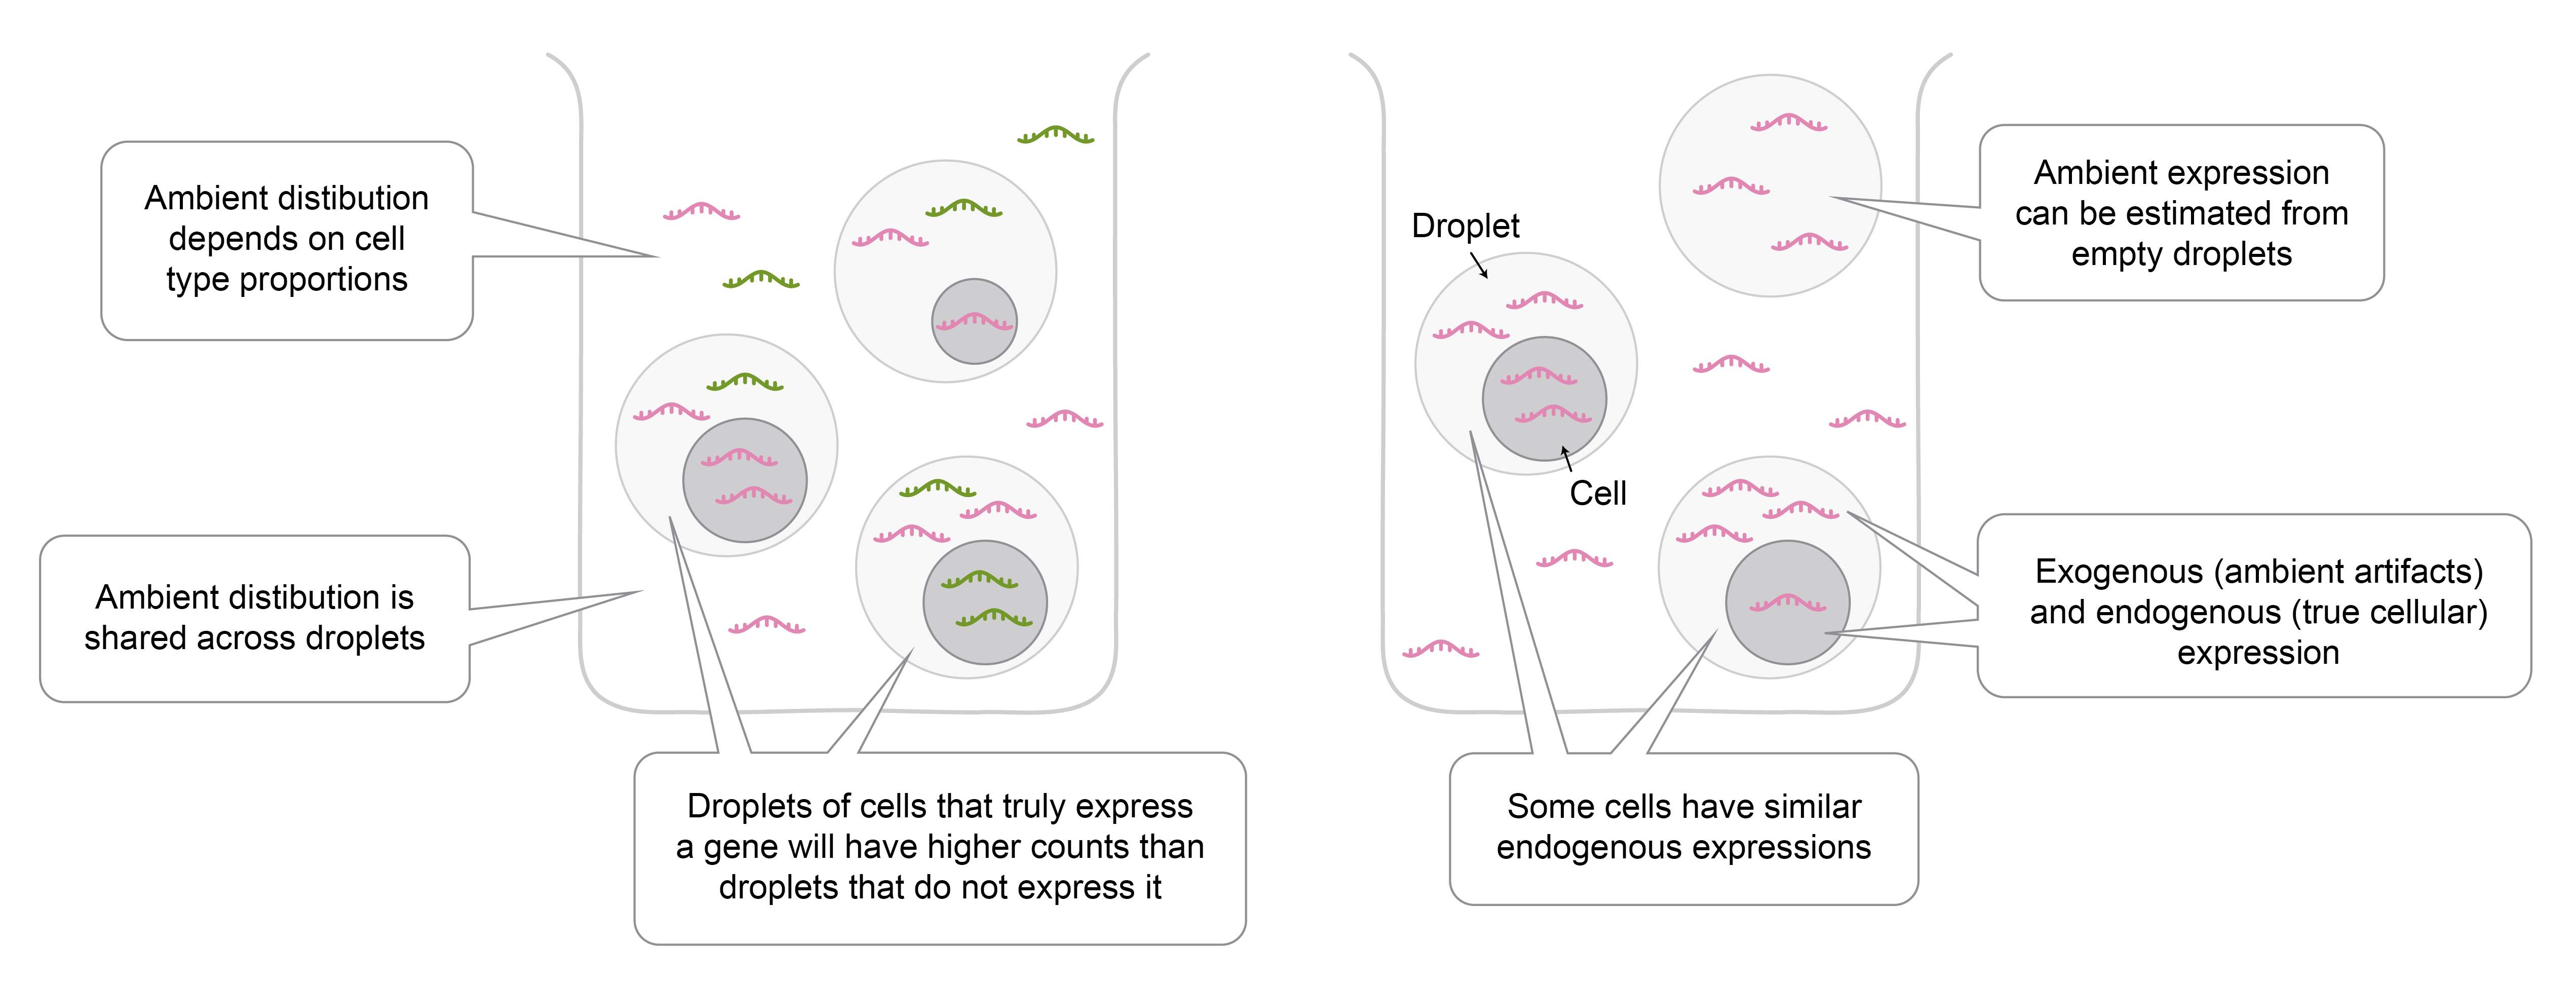 Ambient distibution
depends on cell
type proportions
Ambient distibution is
shared across droplets
Droplets of cells that truly express
a gene will have higher counts than
droplets that do not express it
Droplet
Cell
Ambient expression
can be estimated from
empty droplets
Exogenous (ambient artifacts)
and endogenous (true cellular)
expression
Some cells have similar
endogenous expressions